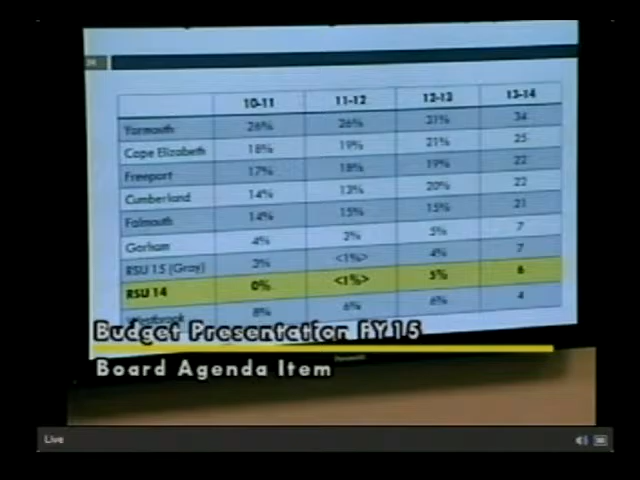 10-11 11-12 12-13 13-14
Yarmouth 26% 26% 31% 34
Cape Elizabeth 18% 19% 21% 25
Freeport 17% 18% 19% 22
Cumberland 14% 13% 20% 22
Falmouth 14% 15% 15% 21
Gorham 4% 2% 5% 7
RSU 15 (Gray) 3% <1%> 4% 7
RSU 14 0% <1%> 5% 6
Westbrook 8% 6% 6% 4
Budget Presentation FY15
Board Agenda Item
Live